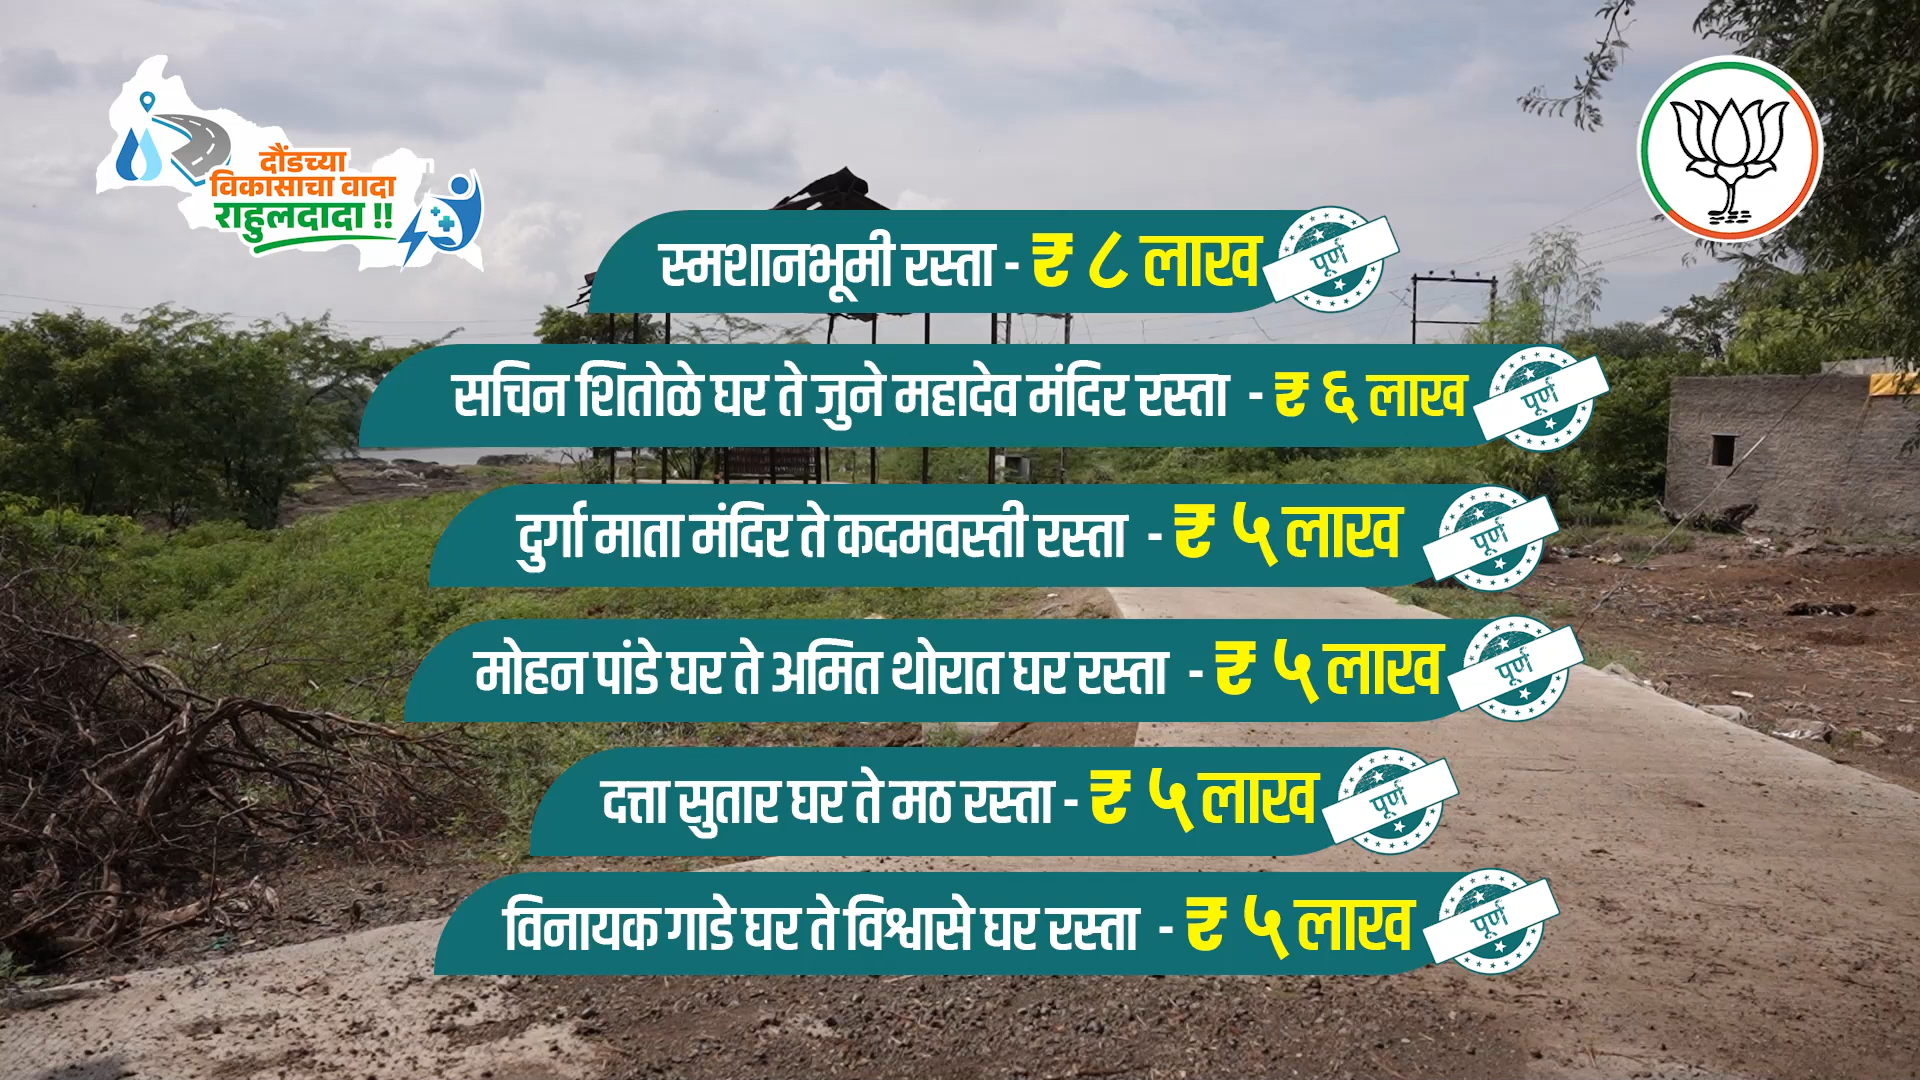 दौंडच्या
विकासाचा वादा
राहुलदादा !!
स्मशानभूमी रस्ता - ₹ ८ लाख
पूर्ण
सचिन शितोळे घर ते जुने महादेव मंदिर रस्ता - ₹ ६ लाख
पूर्ण
दुर्गा माता मंदिर ते कदमवस्ती रस्ता - ₹ ५ लाख
पूर्ण
मोहन पांडे घर ते अमित थोरात घर रस्ता - ₹ ५ लाख
पूर्ण
दत्ता सुतार घर ते मठ रस्ता - ₹ ५ लाख
पूर्ण
विनायक गाडे घर ते विश्वासे घर रस्ता - ₹ ५ लाख
पूर्ण